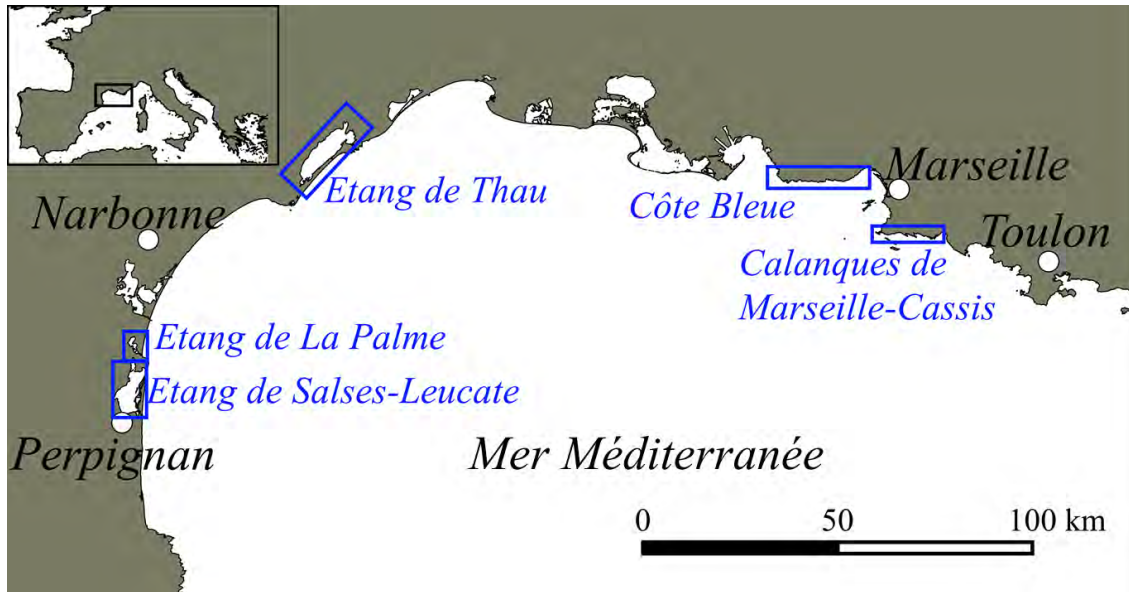 Marseille
Narbonne
Etang de Thau
Côte Bleue
Toulon
Calanques de
Marseille-Cassis
Etang de La Palme
Etang de Salses-Leucate
Perpignan
Mer Méditerranée
0 50 100 km